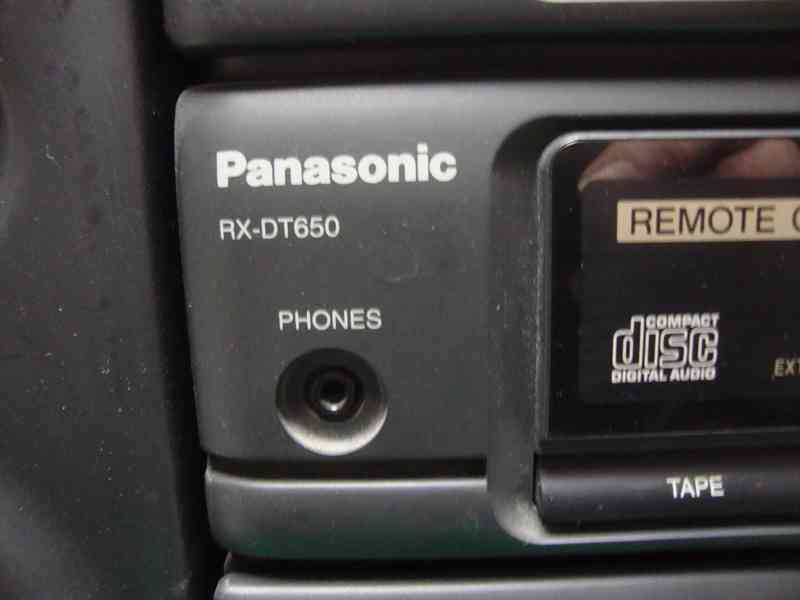 Panasonic
RX-DT650
PHONES
REMOTE
COMPACT
disc
DIGITAL AUDIO
TAPE